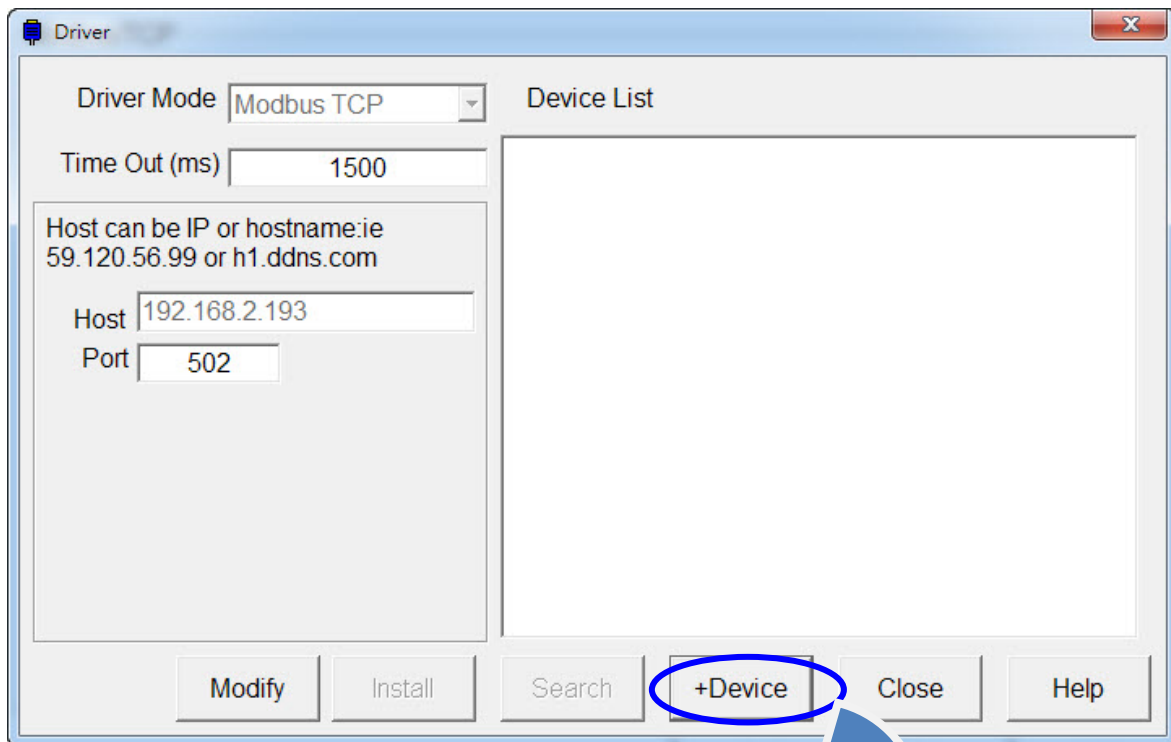 Driver
Driver Mode
Modbus TCP
Device List
Time Out (ms)
1500
Host can be IP or hostname:ie
59.120.56.99 or h1.ddns.com
Host
192.168.2.193
Port
502
Modify
Install
Search
+Device
Close
Help